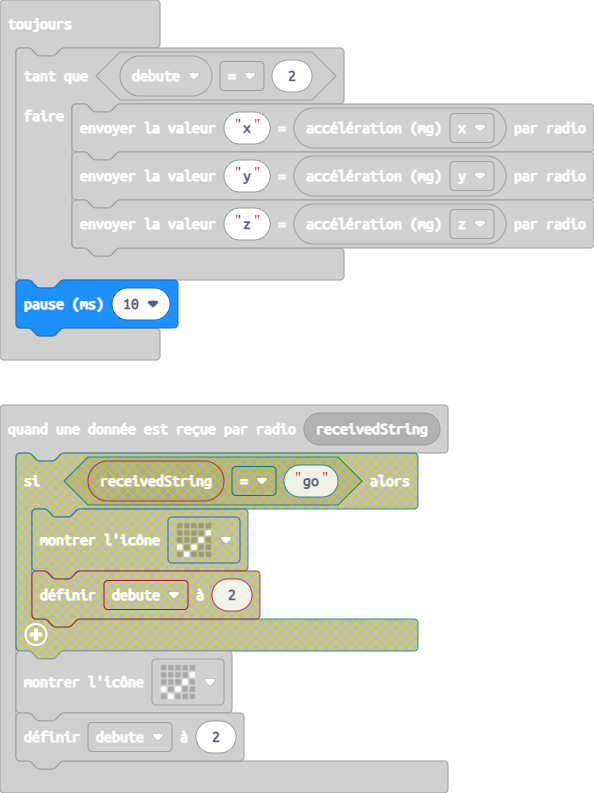 toujours
tant que debute = 2
faire
envoyer la valeur "x" = accélération (mg) x par radio
envoyer la valeur "y" = accélération (mg) y par radio
envoyer la valeur "z" = accélération (mg) z par radio
pause (ms) 10
quand une donnée est reçue par radio receivedString
si receivedString = "go" alors
montrer l'icône
définir debute à 2
montrer l'icône
définir debute à 2